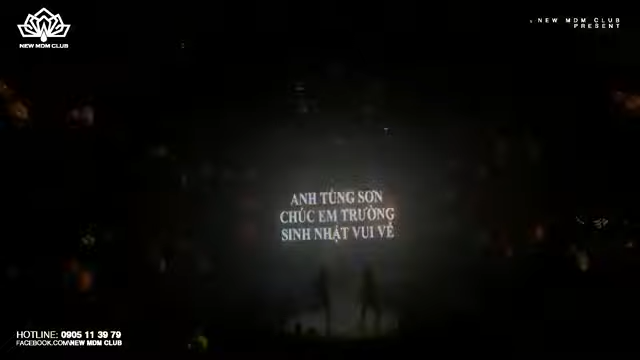 NEW MDM CLUB
NEW MDM CLUB
PRESENT
ANH TÙNG SƠN
CHÚC EM TRƯỜNG
SINH NHẬT VUI VẺ
HOTLINE: 0905 11 39 79
FACEBOOK.COM\NEW MDM CLUB